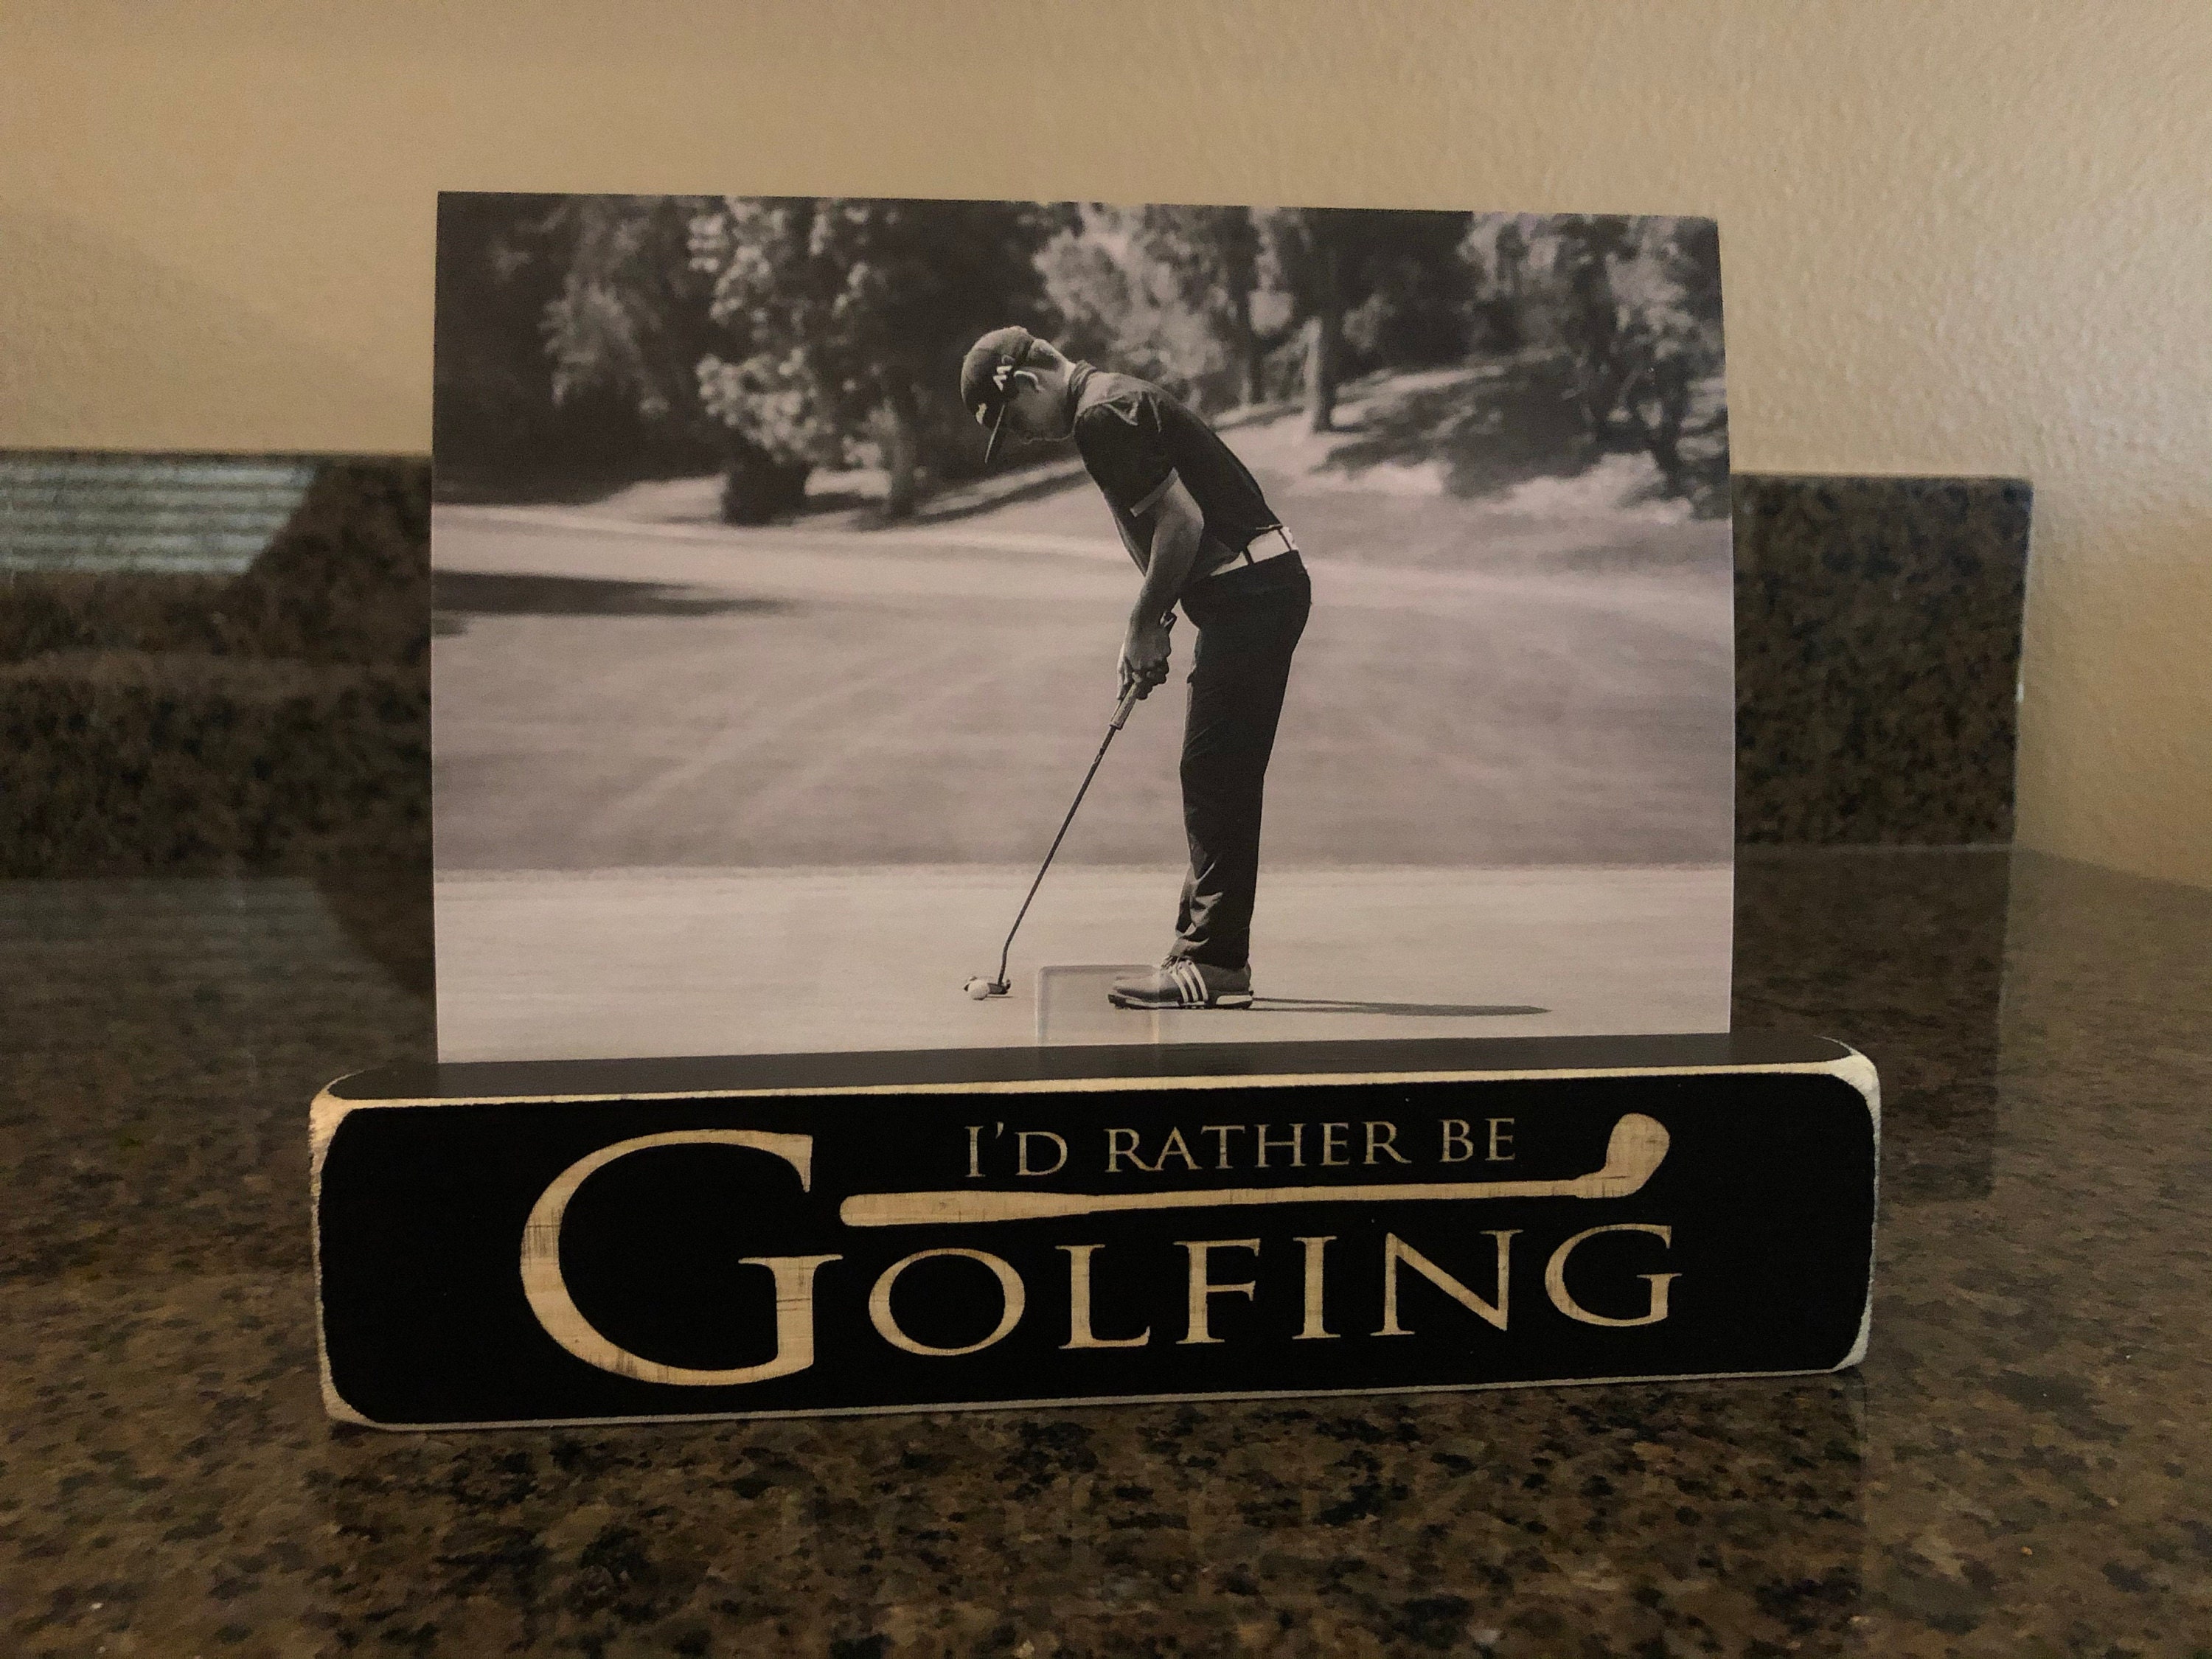 I'D RATHER BE
GOLFING